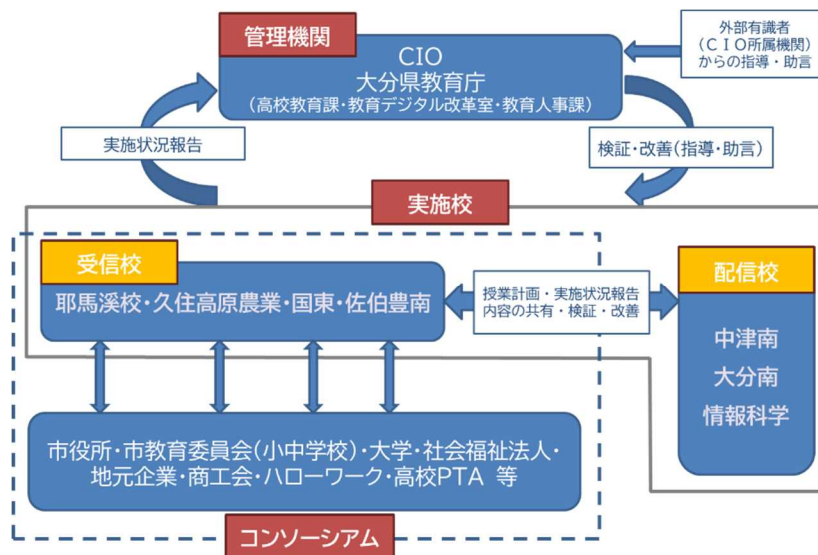 管理機関
CIO
大分県教育庁
（高校教育課・教育デジタル改革室・教育人事課）
外部有識者
（ＣＩＯ所属機関）
からの指導・助言
実施状況報告
検証・改善（指導・助言）
実施校
受信校
耶馬溪校・久住高原農業・国東・佐伯豊南
授業計画・実施状況報告
内容の共有・検証・改善
配信校
中津南
大分南
情報科学
市役所・市教育委員会（小中学校）・大学・社会福祉法人・
地元企業・商工会・ハローワーク・高校PTA 等
コンソーシアム